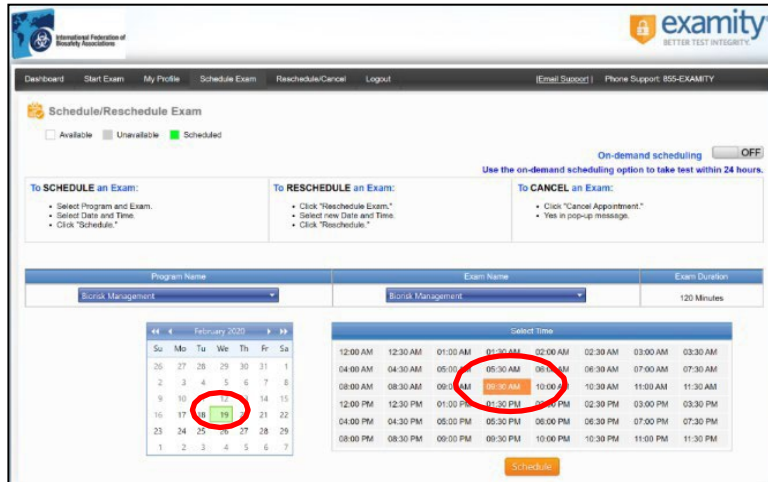 International Federation of
Biosafety Associations
examity
BETTER TEST INTEGRITY.
Dashboard Start Exam My Profile Schedule Exam Reschedule/Cancel Logout |Email Support| Phone Support: 855-EXAMITY
Schedule/Reschedule Exam
Available Unavailable Scheduled
On-demand scheduling OFF
Use the on-demand scheduling option to take test within 24 hours.
To SCHEDULE an Exam:
• Select Program and Exam.
• Select Date and Time.
• Click "Schedule."
To RESCHEDULE an Exam:
• Click "Reschedule Exam."
• Select new Date and Time.
• Click "Reschedule."
To CANCEL an Exam:
• Click "Cancel Appointment."
• Yes in pop-up message.
Program Name Exam Name Exam Duration
Biorisk Management Biorisk Management 120 Minutes
February 2020
Su Mo Tu We Th Fr Sa
26 27 28 29 30 31 1
2 3 4 5 6 7 8
9 10 12 13 14 15
16 17 18 19 21 22
23 24 25 26 27 28 29
1 2 3 4 5 6 7
Select Time
12:00 AM 12:30 AM 01:00 AM 01:30 AM 02:00 AM 02:30 AM 03:00 AM 03:30 AM
04:00 AM 04:30 AM 05:00 AM 05:30 AM 06:00 AM 06:30 AM 07:00 AM 07:30 AM
08:00 AM 08:30 AM 09:00 AM 09:30 AM 10:00 AM 10:30 AM 11:00 AM 11:30 AM
12:00 PM 12:30 PM 01:00 PM 01:30 PM 02:00 PM 02:30 PM 03:00 PM 03:30 PM
04:00 PM 04:30 PM 05:00 PM 05:30 PM 06:00 PM 06:30 PM 07:00 PM 07:30 PM
08:00 PM 08:30 PM 09:00 PM 09:30 PM 10:00 PM 10:30 PM 11:00 PM 11:30 PM
Schedule